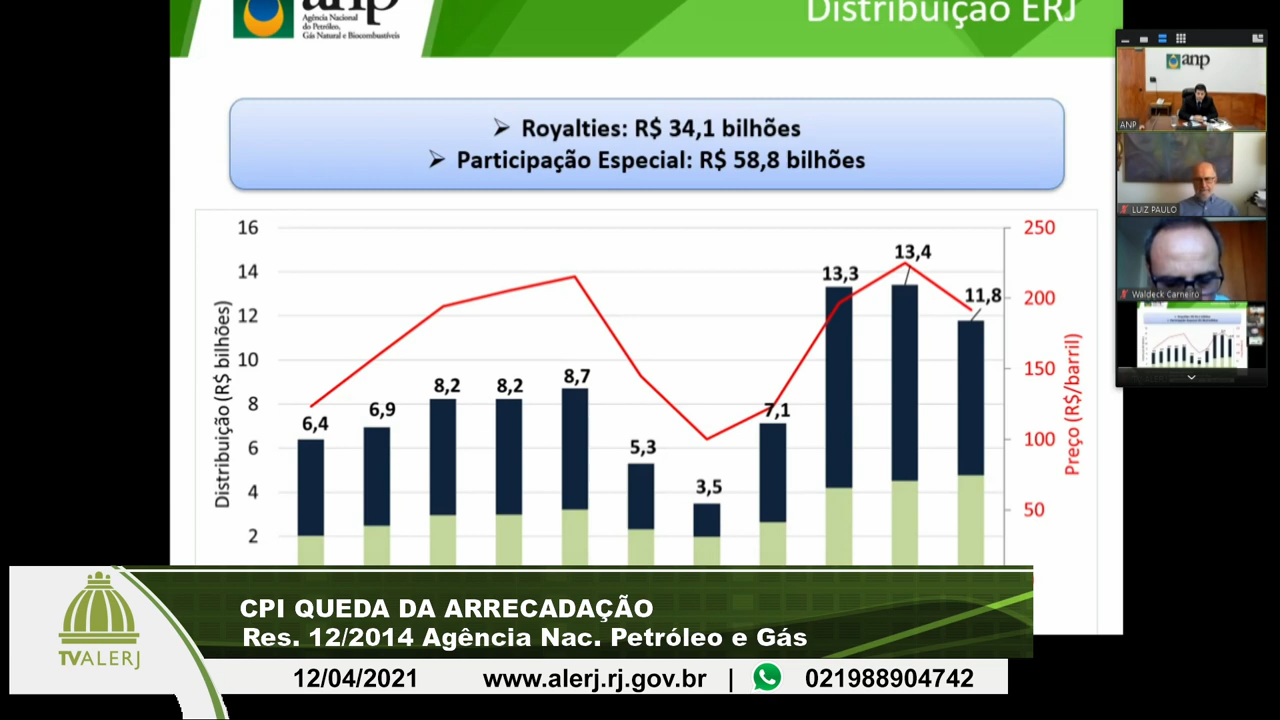 anp
Agência Nacional
do Petróleo,
Gás Natural e Biocombustíveis
Distribuição ERJ
➢ Royalties: R$ 34,1 bilhões
➢ Participação Especial: R$ 58,8 bilhões
Distribuição (R$ bilhões)
16
14
12
10
8
6
4
2
6,4
6,9
8,2
8,2
8,7
5,3
3,5
7,1
13,3
13,4
11,8
250
200
150
100
50
Preço (R$/barril)
anp
ANP
LUIZ PAULO
Waldeck Carneiro
TVALERJ
CPI QUEDA DA ARRECADAÇÃO
Res. 12/2014 Agência Nac. Petróleo e Gás
12/04/2021 www.alerj.rj.gov.br | 021988904742